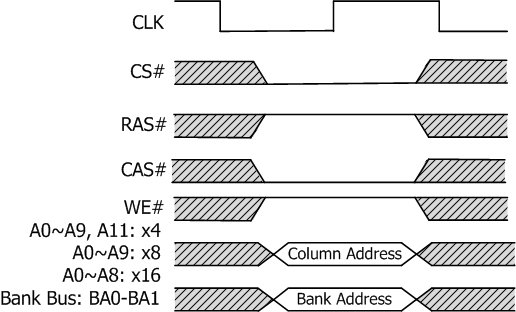 CLK
CS#
RAS#
CAS#
WE#
A0~A9, A11: x4
A0~A9: x8
Column Address
A0~A8: x16
Bank Bus: BA0-BA1
Bank Address